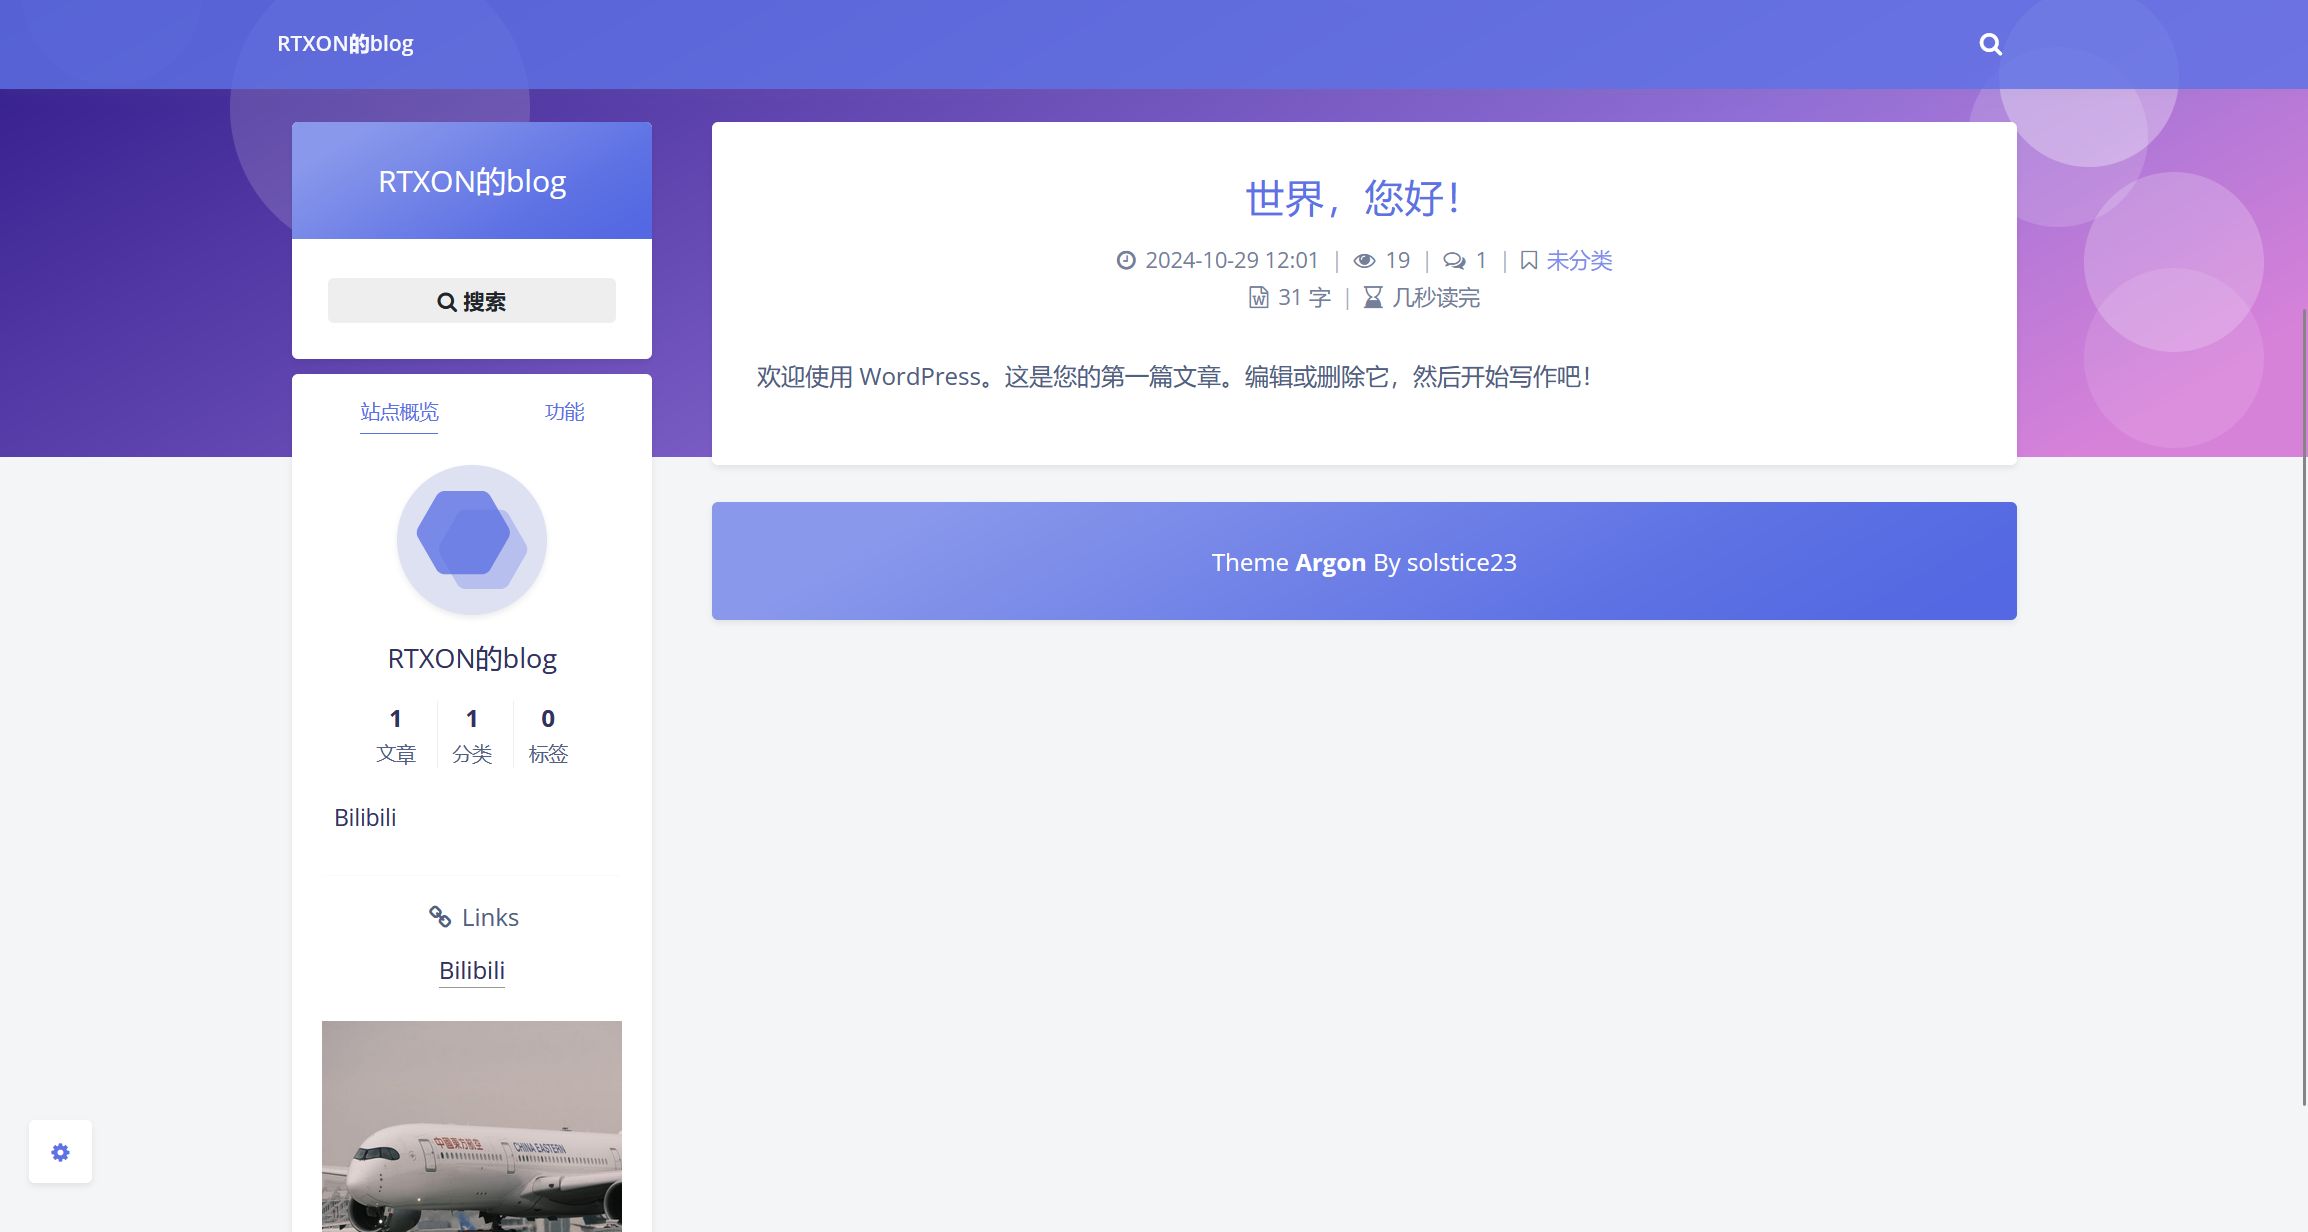 RTXON的blog
RTXON的blog
搜索
站点概览 功能
RTXON的blog
1 1 0
文章 分类 标签
Bilibili
Links
Bilibili
中國東方航空 CHINA EASTERN
世界，您好！
2024-10-29 12:01 | 19 | 1 | 未分类
31 字 | 几秒读完
欢迎使用 WordPress。这是您的第一篇文章。编辑或删除它，然后开始写作吧！
Theme Argon By solstice23